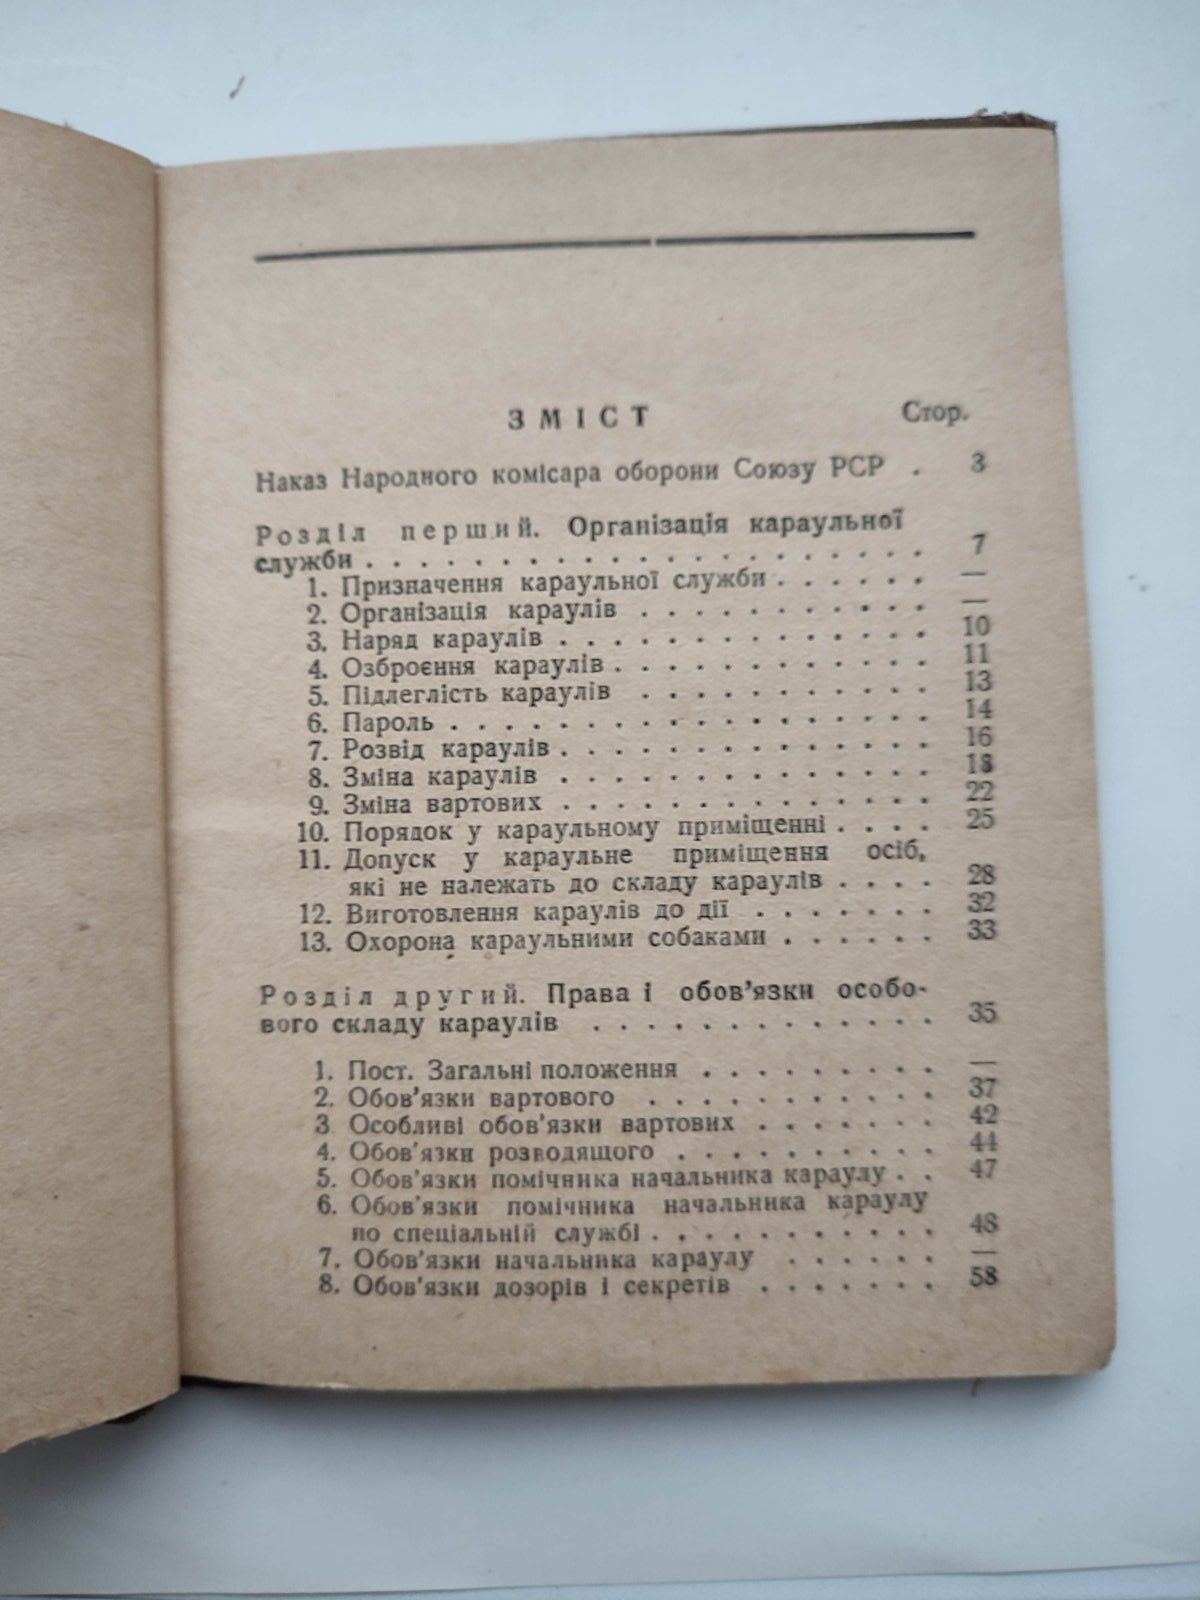 ЗМІСТ Стор.
Наказ Народного комісара оборони Союзу РСР . 3
Розділ перший. Організація караульної
служби . . . . . . . . . . . . . . . . . . . . 7
1. Призначення караульної служби . . . . . . —
2. Організація караулів . . . . . . . . . . . —
3. Наряд караулів . . . . . . . . . . . . . . 10
4. Озброєння караулів . . . . . . . . . . . . 11
5. Підлеглість караулів . . . . . . . . . . . 13
6. Пароль . . . . . . . . . . . . . . . . . . 14
7. Розвід караулів . . . . . . . . . . . . . . 16
8. Зміна караулів . . . . . . . . . . . . . . 18
9. Зміна вартових . . . . . . . . . . . . . . 22
10. Порядок у караульному приміщенні . . . . 25
11. Допуск у караульне приміщення осіб,
які не належать до складу караулів . . . . 28
12. Виготовлення караулів до дії . . . . . . . 32
13. Охорона караульними собаками . . . . . . 33
Розділ другий. Права і обов'язки особо-
вого складу караулів . . . . . . . . . . . . . 35
1. Пост. Загальні положення . . . . . . . . . —
2. Обов'язки вартового . . . . . . . . . . . 37
3 Особливі обов'язки вартових . . . . . . . 42
4. Обов'язки розводящого . . . . . . . . . . 44
5. Обов'язки помічника начальника караулу . . 47
6. Обов'язки помічника начальника караулу
по спеціальній службі . . . . . . . . . . . 48
7. Обов'язки начальника караулу . . . . . . —
8. Обов'язки дозорів і секретів . . . . . . . 58